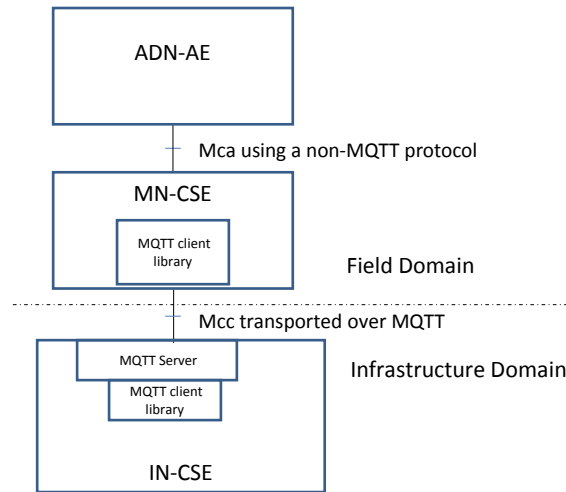 ADN-AE
Mca using a non-MQTT protocol
MN-CSE
MQTT client
library
Field Domain
Mcc transported over MQTT
MQTT Server
Infrastructure Domain
MQTT client
library
IN-CSE